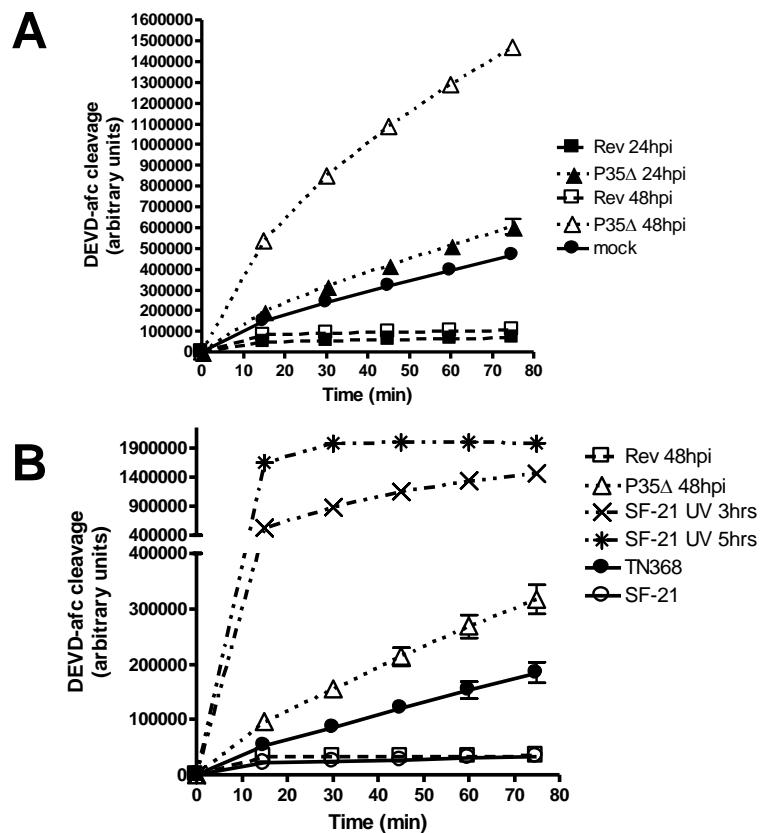 A
DEVD-afc cleavage
(arbitrary units)
1600000
1500000
1400000
1300000
1200000
1100000
1000000
900000
800000
700000
600000
500000
400000
300000
200000
100000
0
0 10 20 30 40 50 60 70 80
Time (min)
Rev 24hpi
P35Δ 24hpi
Rev 48hpi
P35Δ 48hpi
mock
B
DEVD-afc cleavage
(arbitrary units)
1900000
1400000
900000
400000
400000
300000
200000
100000
0
0 10 20 30 40 50 60 70 80
Time (min)
Rev 48hpi
P35Δ 48hpi
SF-21 UV 3hrs
SF-21 UV 5hrs
TN368
SF-21